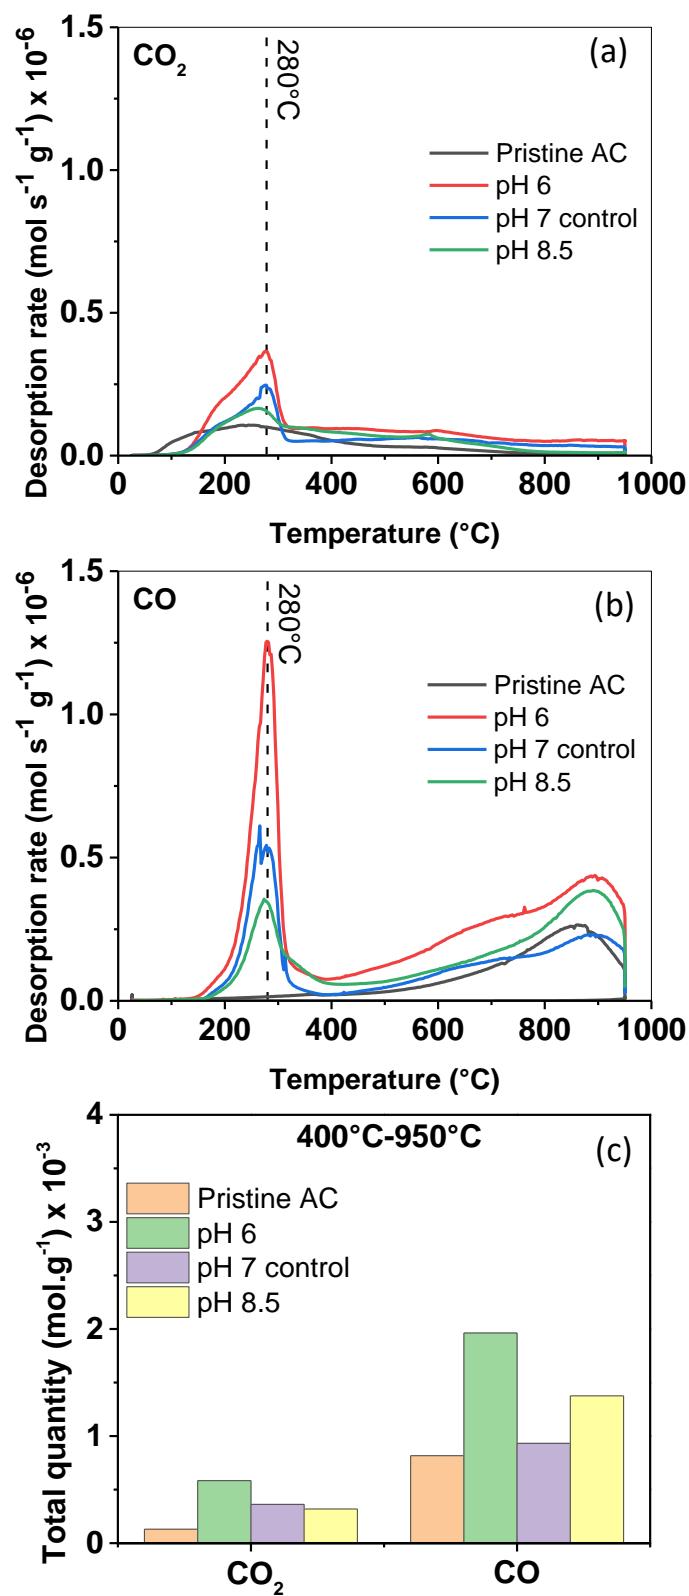 CO₂
280°C
(a)
Pristine AC
pH 6
pH 7 control
pH 8.5
Desorption rate (mol s⁻¹ g⁻¹) x 10⁻⁶
1.5
1.0
0.5
0.0
0 200 400 600 800 1000
Temperature (°C)
CO
280°C
(b)
Pristine AC
pH 6
pH 7 control
pH 8.5
Desorption rate (mol s⁻¹ g⁻¹) x 10⁻⁶
1.5
1.0
0.5
0.0
0 200 400 600 800 1000
Temperature (°C)
400°C-950°C
(c)
Pristine AC
pH 6
pH 7 control
pH 8.5
Total quantity (mol.g⁻¹) x 10⁻³
4
3
2
1
0
CO₂ CO